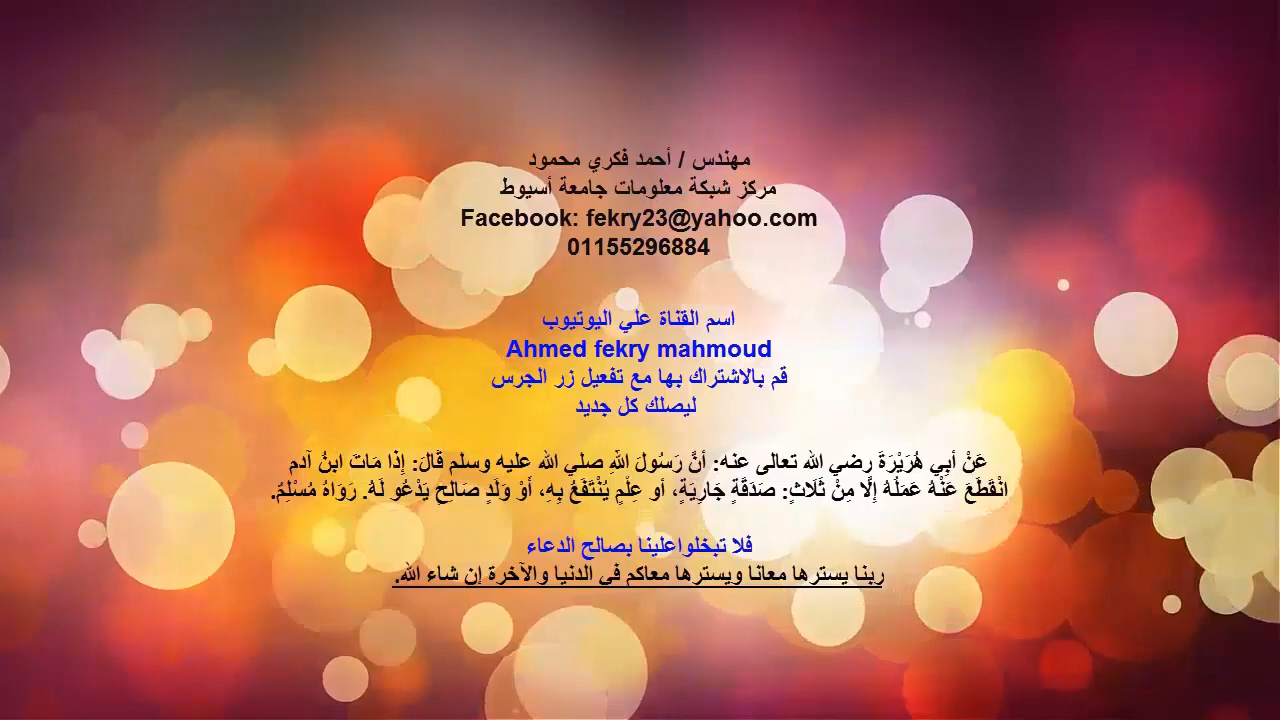 مهندس / أحمد فكري محمود
مركز شبكة معلومات جامعة أسيوط
Facebook: fekry23@yahoo.com
01155296884
اسم القناة علي اليوتيوب
Ahmed fekry mahmoud
قم بالاشتراك بها مع تفعيل زر الجرس
ليصلك كل جديد
عَنْ أَبِي هُرَيْرَةَ رضي الله تعالى عنه: أَنَّ رَسُولَ اللهِ صلي الله عليه وسلم قَالَ: إِذَا مَاتَ ابنُ آدم
انْقَطَعَ عَنْهُ عَمَلُهُ إِلَّا مِنْ ثَلَاثٍ: صَدَقَةٍ جَارِيَةٍ، أو عِلْمٍ يُنْتَفَعُ بِهِ، أَوْ وَلَدٍ صَالِحٍ يَدْعُو لَهُ. رَوَاهُ مُسْلِمٌ.
فلا تبخلواعلينا بصالح الدعاء
ربنا يسترها معانا ويسترها معاكم في الدنيا والآخرة إن شاء الله.